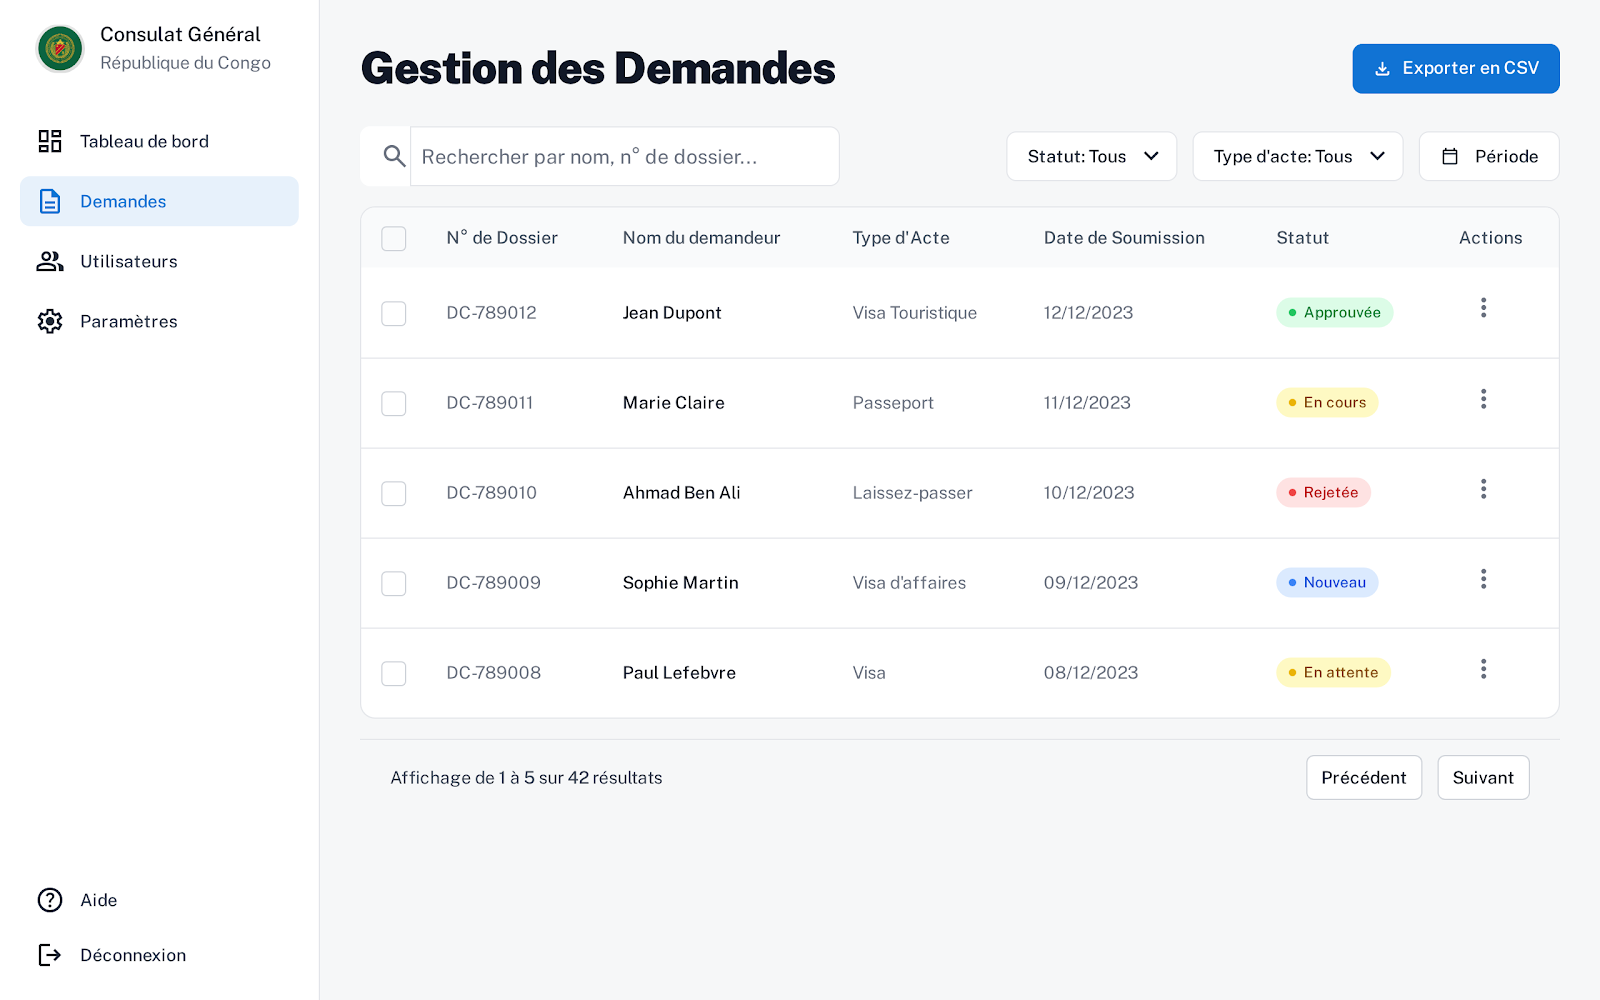 Consulat Général
République du Congo
Tableau de bord
Demandes
Utilisateurs
Paramètres
Aide
Déconnexion
Gestion des Demandes
Exporter en CSV
Rechercher par nom, n° de dossier...
Statut: Tous
Type d'acte: Tous
Période
N° de Dossier Nom du demandeur Type d'Acte Date de Soumission Statut Actions
DC-789012 Jean Dupont Visa Touristique 12/12/2023 Approuvée
DC-789011 Marie Claire Passeport 11/12/2023 En cours
DC-789010 Ahmad Ben Ali Laissez-passer 10/12/2023 Rejetée
DC-789009 Sophie Martin Visa d'affaires 09/12/2023 Nouveau
DC-789008 Paul Lefebvre Visa 08/12/2023 En attente
Affichage de 1 à 5 sur 42 résultats
Précédent
Suivant